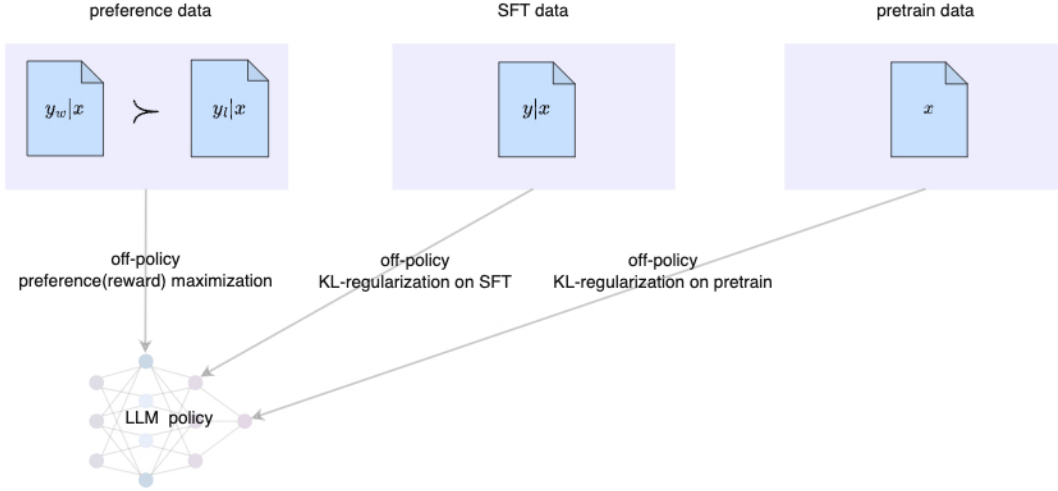 preference data
SFT data
pretrain data
y_w|x
≻
y_l|x
y|x
x
off-policy
preference(reward) maximization
off-policy
KL-regularization on SFT
off-policy
KL-regularization on pretrain
LLM policy